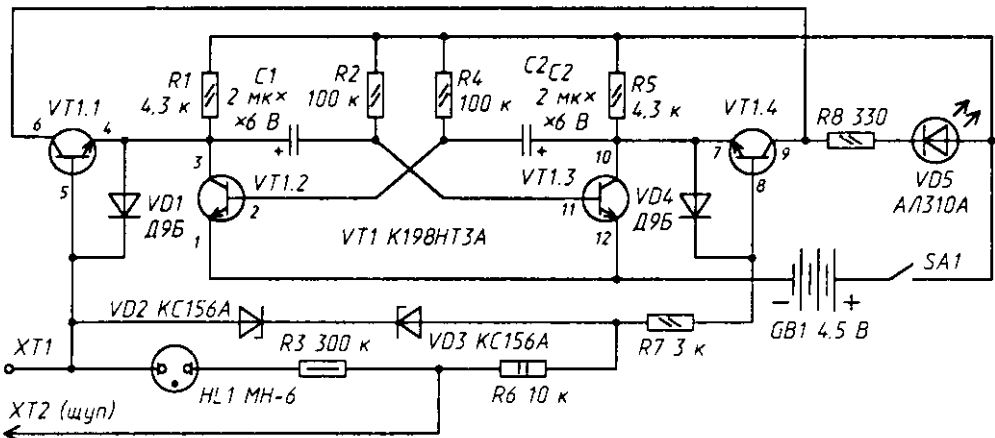 R1
4,3 к
C1
2 мк×
×6 В
R2
100 к
R4
100 к
C2 C2
2 мк×
×6 В
R5
4,3 к
VT1.1
6
4
5
VT1.4
7
9
8
R8 330
VD5
АЛ310А
3
VT1.2
2
1
VD1
Д9Б
VT1.3
10
11
12
VD4
Д9Б
VT1 К198НТ3А
SA1
−
+
GB1 4.5 В
VD2 КС156А
VD3 КС156А
R7 3 к
XT1
R3 300 к
HL1 МН-6
R6 10 к
XT2 (щуп)